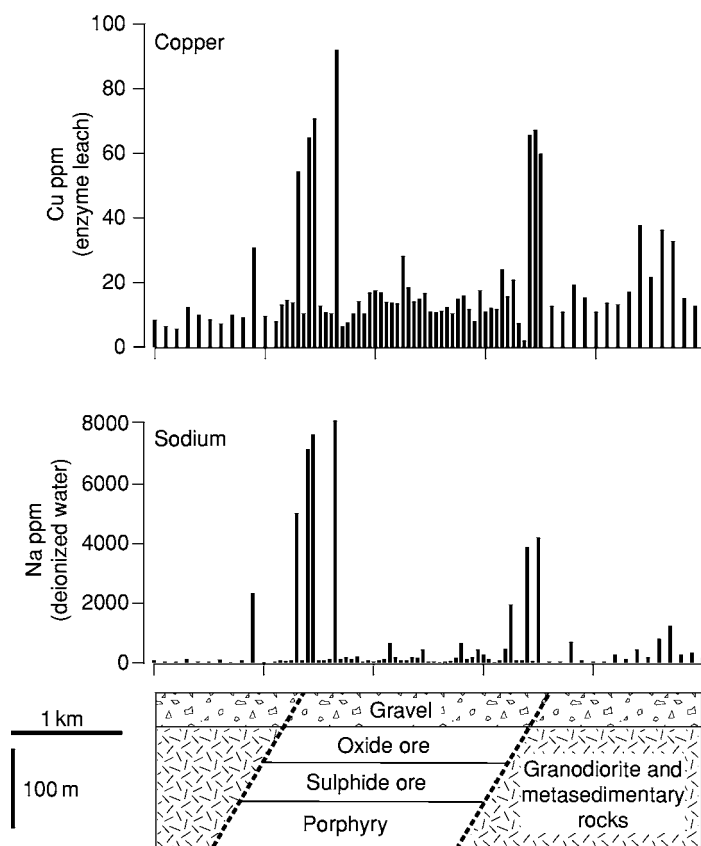 100
Copper
80
60
40
20
0
Cu ppm
(enzyme leach)
8000
Sodium
6000
4000
2000
0
Na ppm
(deionized water)
1 km
100 m
Gravel
Oxide ore
Sulphide ore
Porphyry
Granodiorite and
metasedimentary
rocks